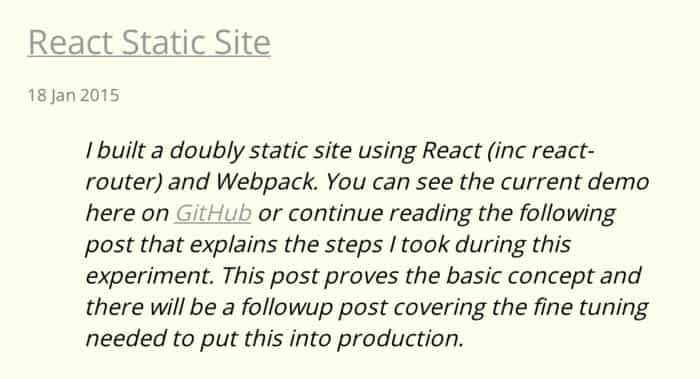 React Static Site
18 Jan 2015
I built a doubly static site using React (inc react-
router) and Webpack. You can see the current demo
here on GitHub or continue reading the following
post that explains the steps I took during this
experiment. This post proves the basic concept and
there will be a followup post covering the fine tuning
needed to put this into production.